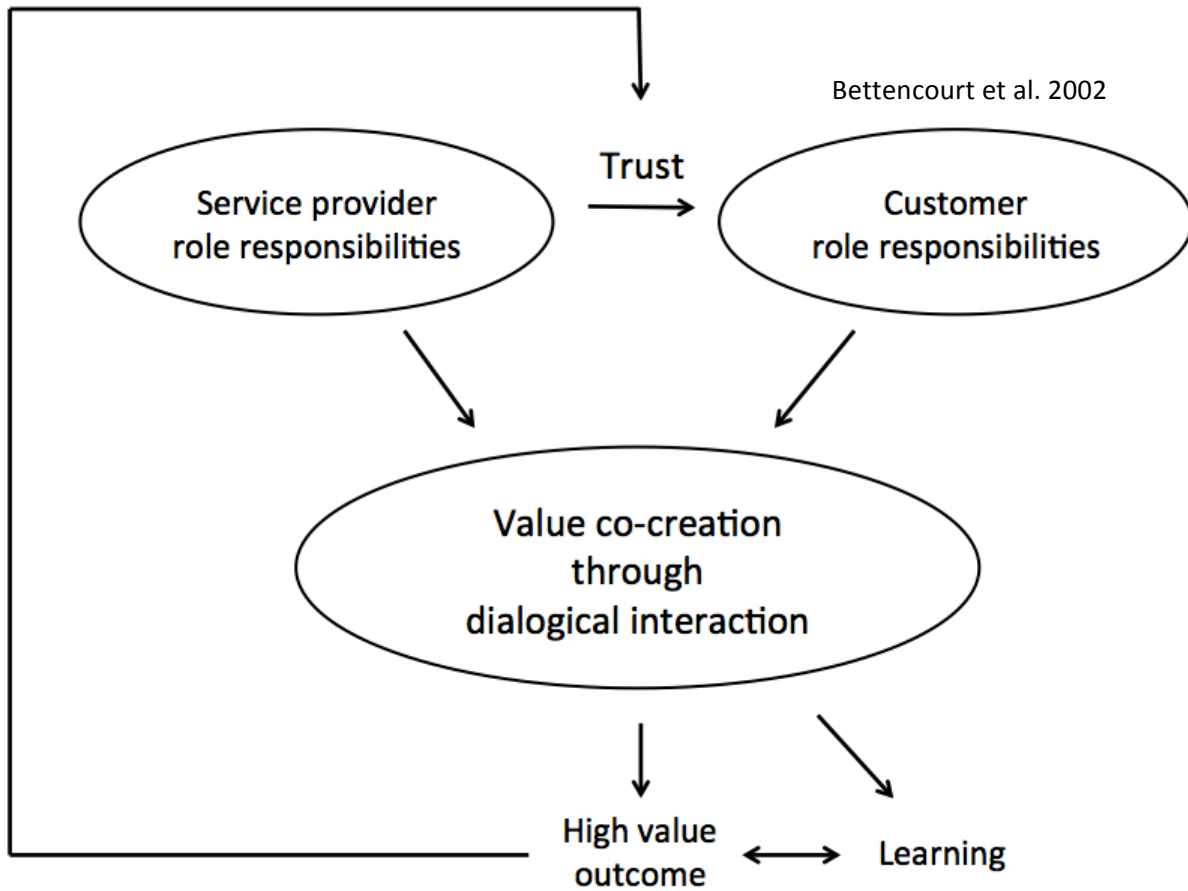 Bettencourt et al. 2002
Trust
Service provider
role responsibilities
Customer
role responsibilities
Value co-creation
through
dialogical interaction
High value
outcome
Learning